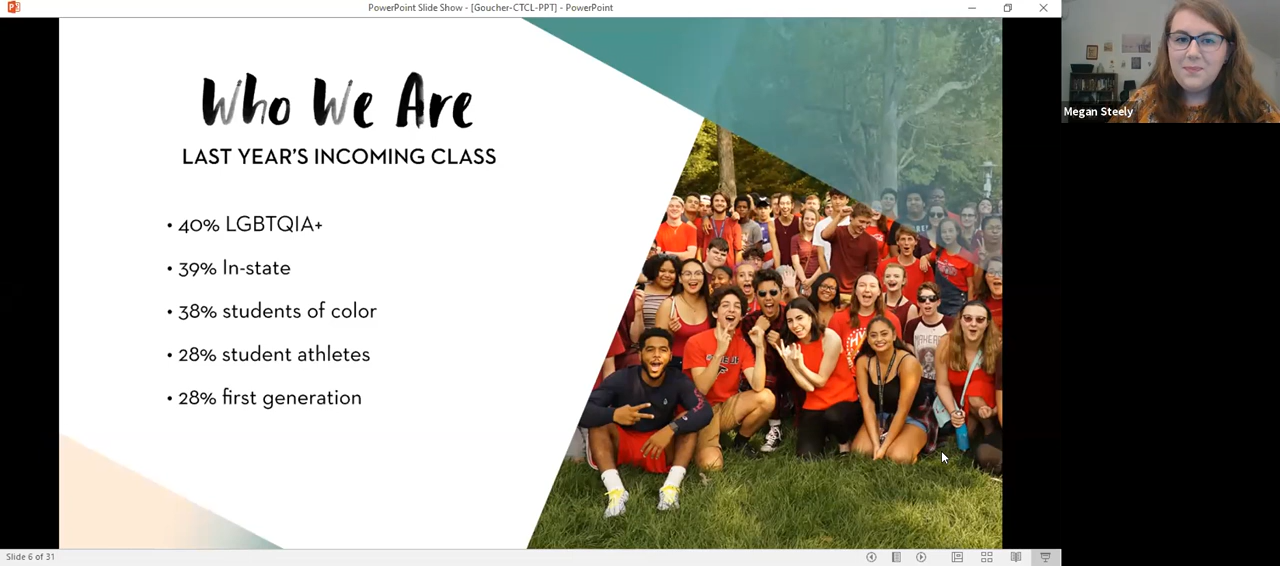 PowerPoint Slide Show - [Goucher-CTCL-PPT] - PowerPoint
Who We Are
LAST YEAR'S INCOMING CLASS
• 40% LGBTQIA+
• 39% In-state
• 38% students of color
• 28% student athletes
• 28% first generation
Megan Steely
Slide 6 of 31